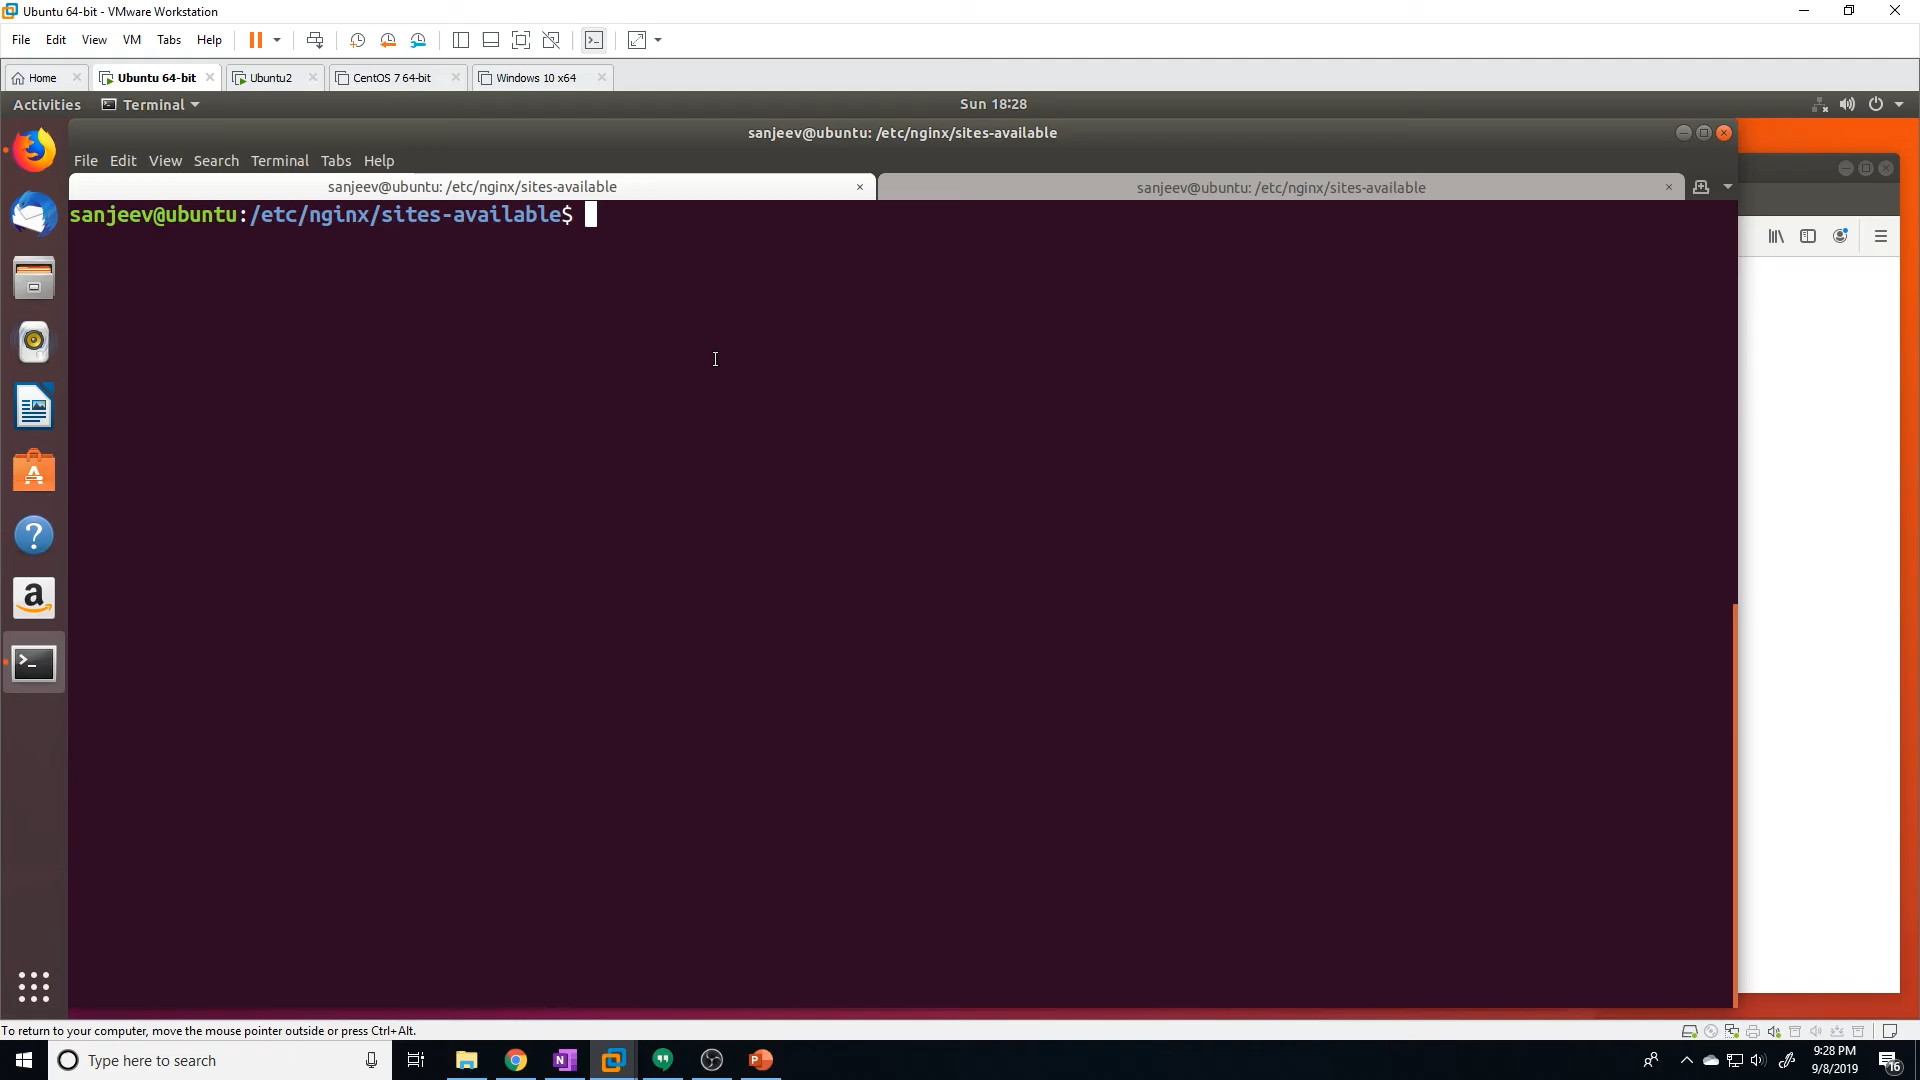 Ubuntu 64-bit - VMware Workstation
File Edit View VM Tabs Help
Home Ubuntu 64-bit Ubuntu2 CentOS 7 64-bit Windows 10 x64
Activities Terminal Sun 18:28
sanjeev@ubuntu: /etc/nginx/sites-available
File Edit View Search Terminal Tabs Help
sanjeev@ubuntu: /etc/nginx/sites-available sanjeev@ubuntu: /etc/nginx/sites-available
sanjeev@ubuntu:/etc/nginx/sites-available$
To return to your computer, move the mouse pointer outside or press Ctrl+Alt.
Type here to search
9:28 PM
9/8/2019
16